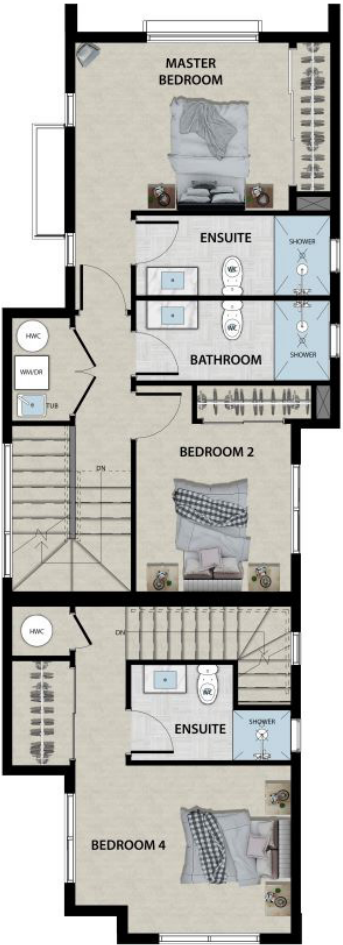 MASTER
BEDROOM
ENSUITE
SHOWER
WC
WC
BATHROOM
SHOWER
HWC
WM/DR
TUB
BEDROOM 2
DN
HWC
DN
WC
ENSUITE
SHOWER
BEDROOM 4